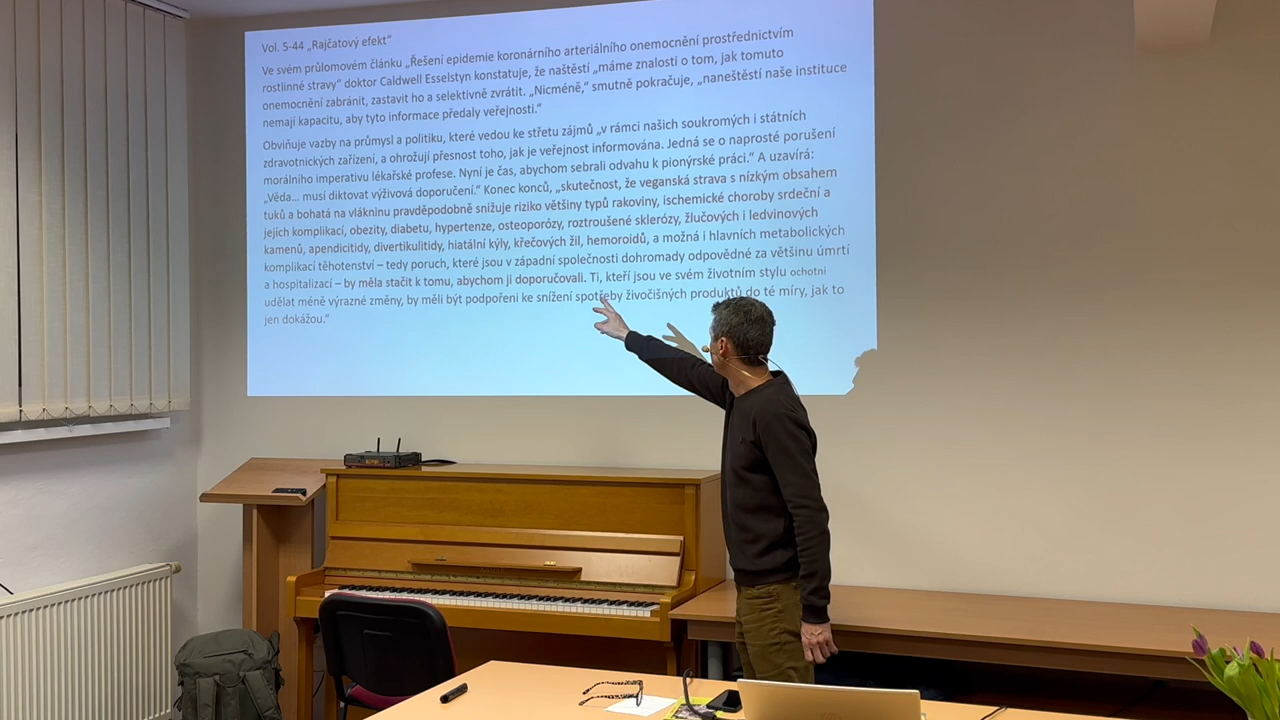 Vol. 5-44 „Rajčatový efekt“
Ve svém průlomovém článku „Řešení epidemie koronárního arteriálního onemocnění prostřednictvím
rostlinné stravy“ doktor Caldwell Esselstyn konstatuje, že naštěstí „máme znalosti o tom, jak tomuto
onemocnění zabránit, zastavit ho a selektivně zvrátit. „Nicméně,“ smutně pokračuje, „naneštěstí naše instituce
nemají kapacitu, aby tyto informace předaly veřejnosti.“
Obviňuje vazby na průmysl a politiku, které vedou ke střetu zájmů „v rámci našich soukromých i státních
zdravotnických zařízení, a ohrožují přesnost toho, jak je veřejnost informována. Jedná se o naprosté porušení
morálního imperativu lékařské profese. Nyní je čas, abychom sebrali odvahu k pionýrské práci.“ A uzavírá:
„Věda... musí diktovat výživová doporučení.“ Konec konců, „skutečnost, že veganská strava s nízkým obsahem
tuků a bohatá na vlákninu pravděpodobně snižuje riziko většiny typů rakoviny, ischemické choroby srdeční a
jejich komplikací, obezity, diabetu, hypertenze, osteoporózy, roztroušené sklerózy, žlučových i ledvinových
kamenů, apendicitidy, divertikulitidy, hiatální kýly, křečových žil, hemoroidů, a možná i hlavních metabolických
komplikací těhotenství – tedy poruch, které jsou v západní společnosti dohromady odpovědné za většinu úmrtí
a hospitalizací – by měla stačit k tomu, abychom ji doporučovali. Ti, kteří jsou ve svém životním stylu ochotni
udělat méně výrazné změny, by měli být podpořeni ke snížení spotřeby živočišných produktů do té míry, jak to
jen dokážou.“